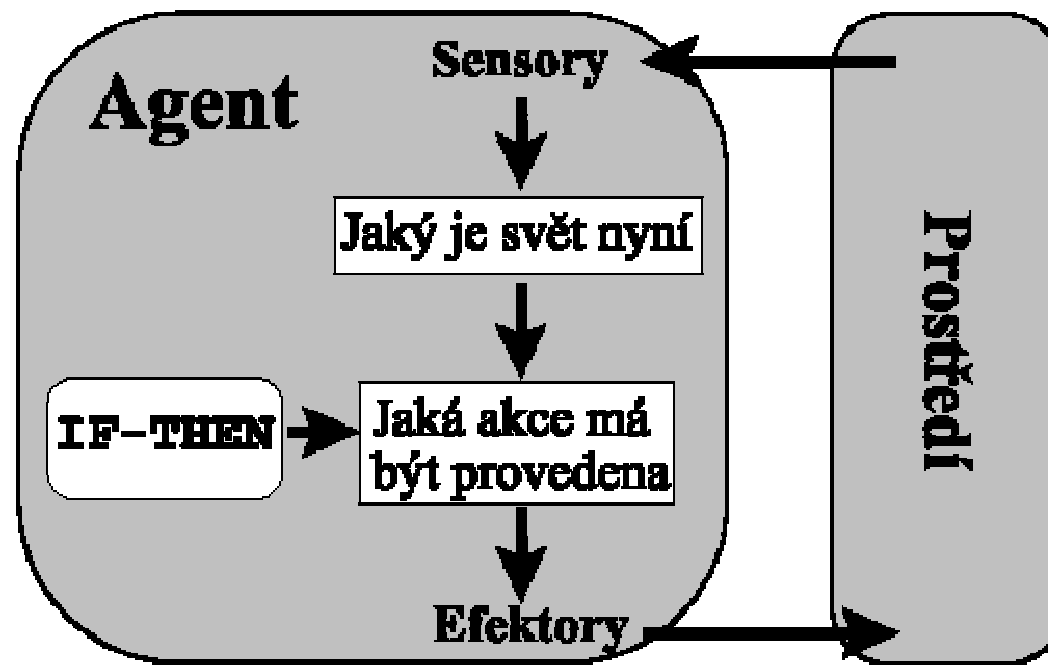 Agent
Sensory
Jaký je svět nyní
IF-THEN
Jaká akce má
být provedena
Efektory
Prostředí